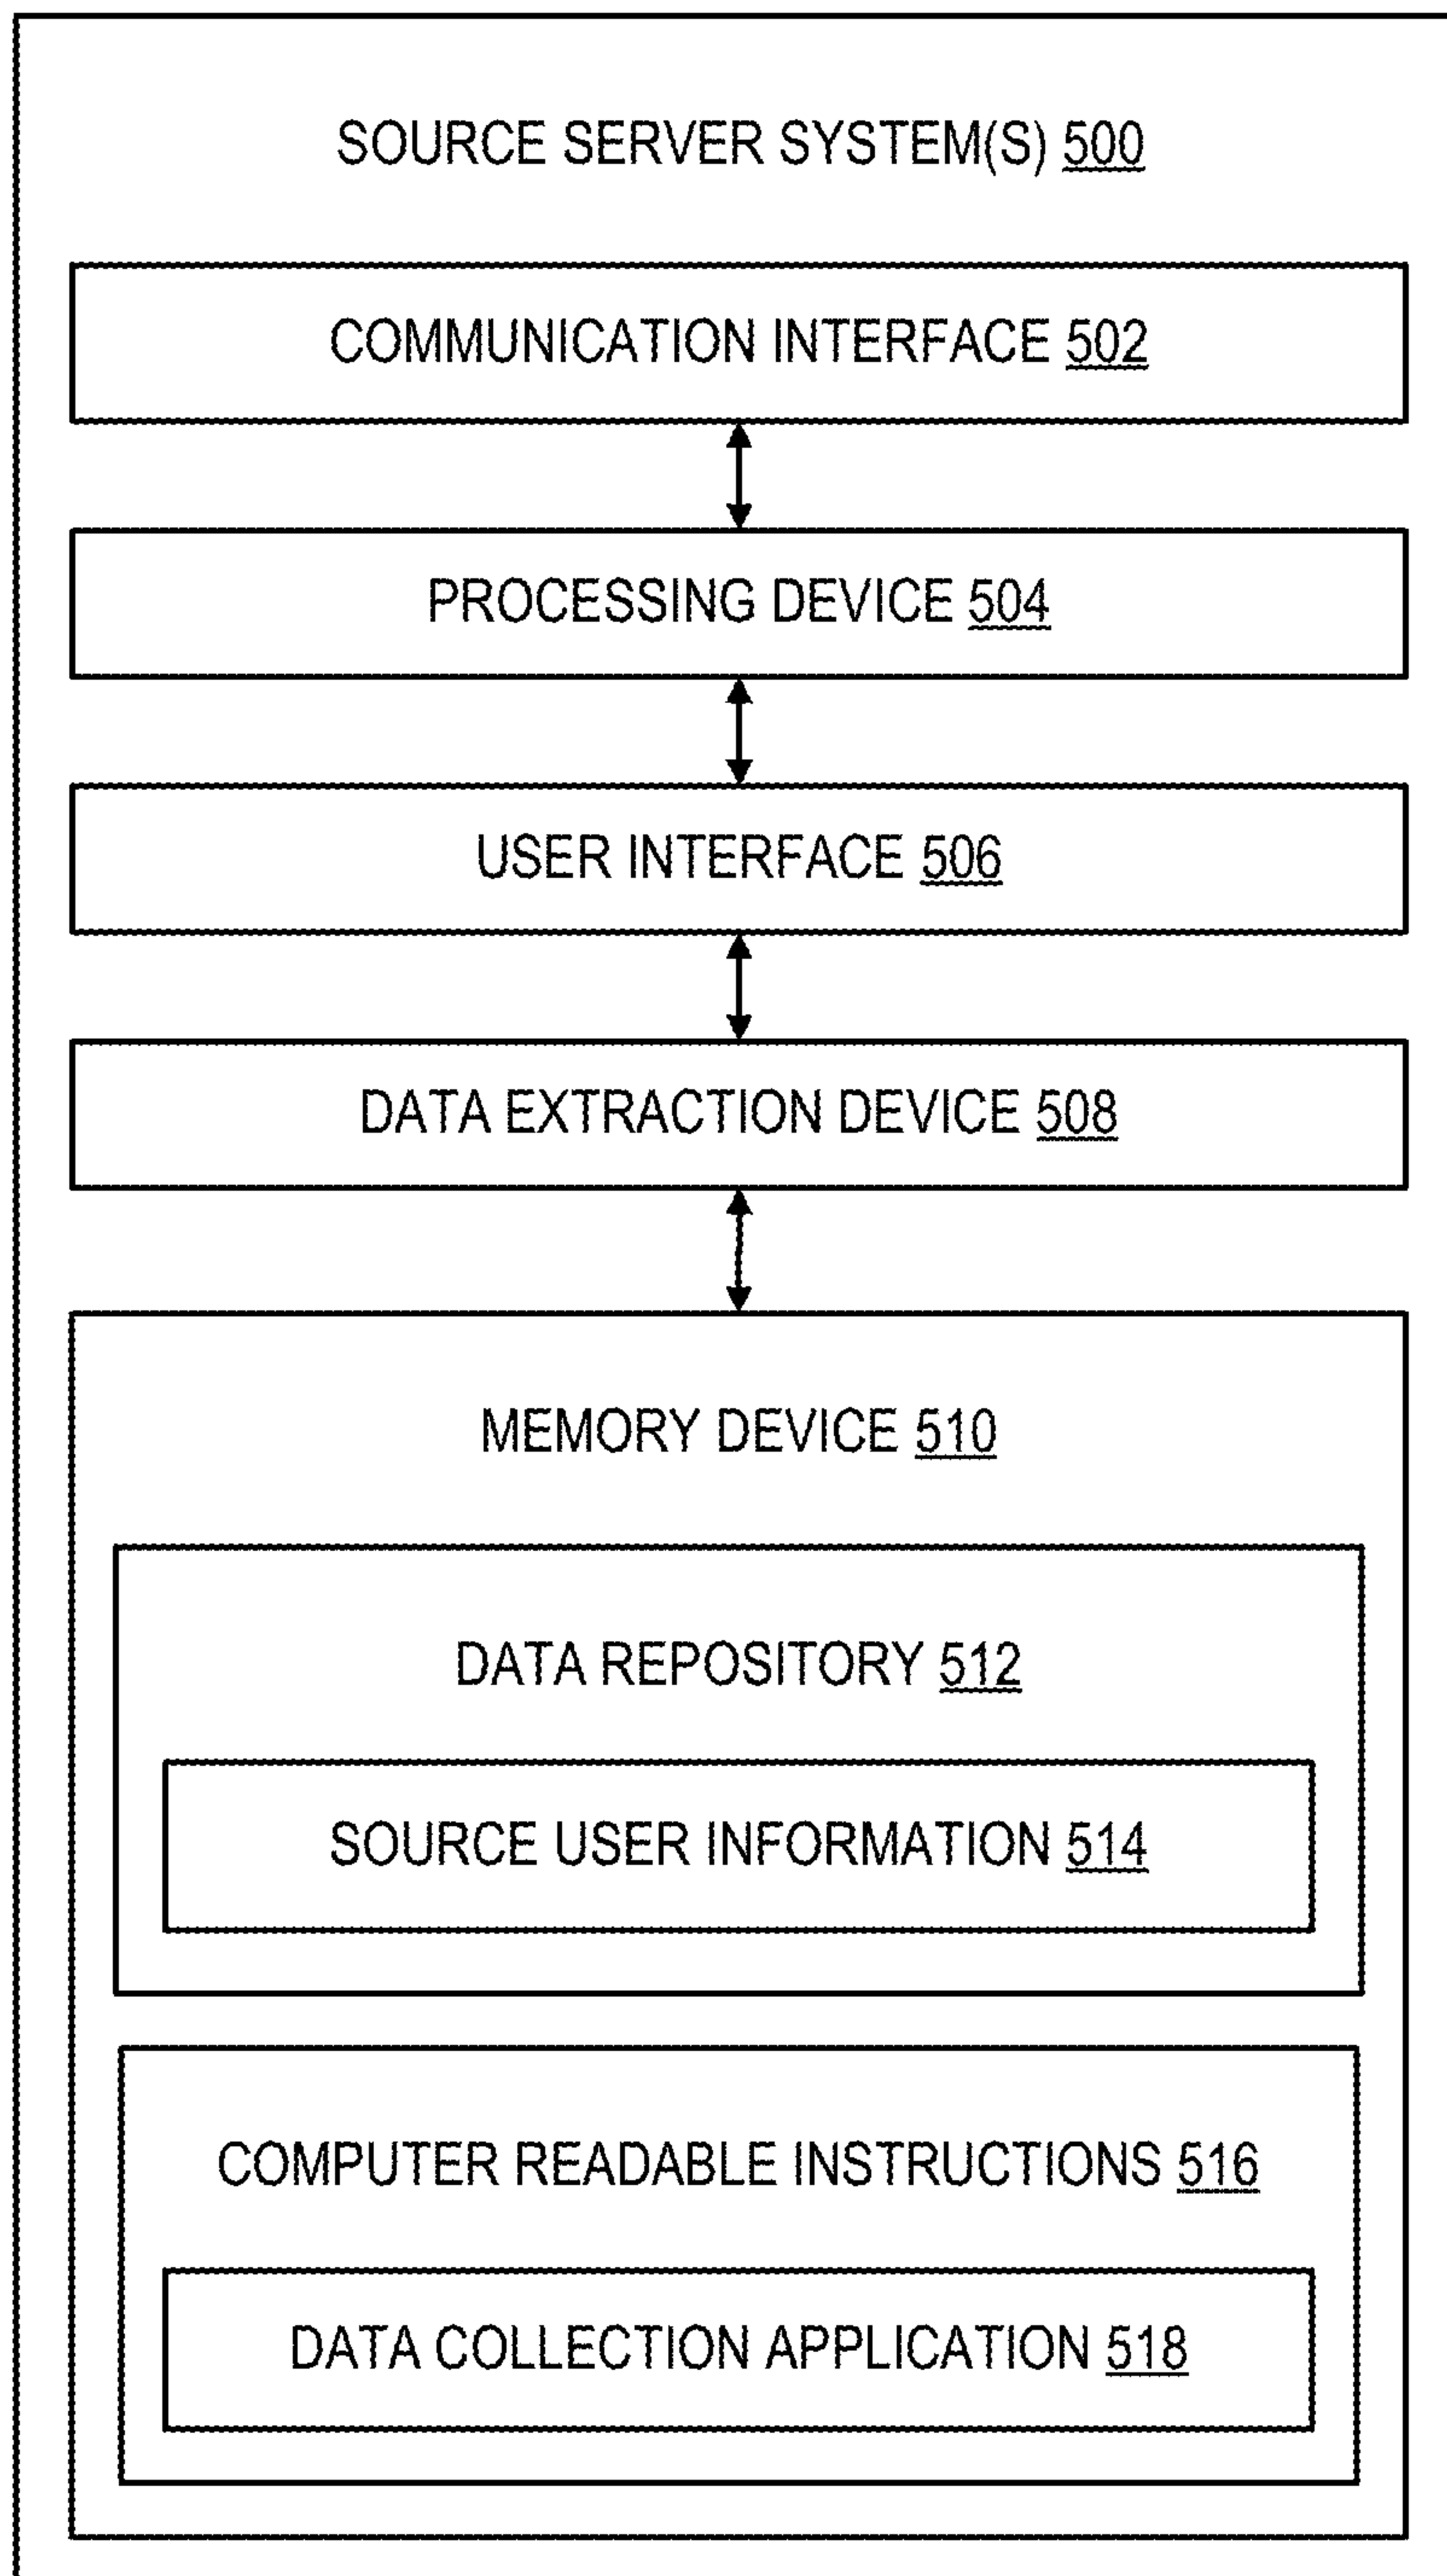 SOURCE SERVER SYSTEM(S) 500
COMMUNICATION INTERFACE 502
PROCESSING DEVICE 504
USER INTERFACE 506
DATA EXTRACTION DEVICE 508
MEMORY DEVICE 510
DATA REPOSITORY 512
SOURCE USER INFORMATION 514
COMPUTER READABLE INSTRUCTIONS 516
DATA COLLECTION APPLICATION 518